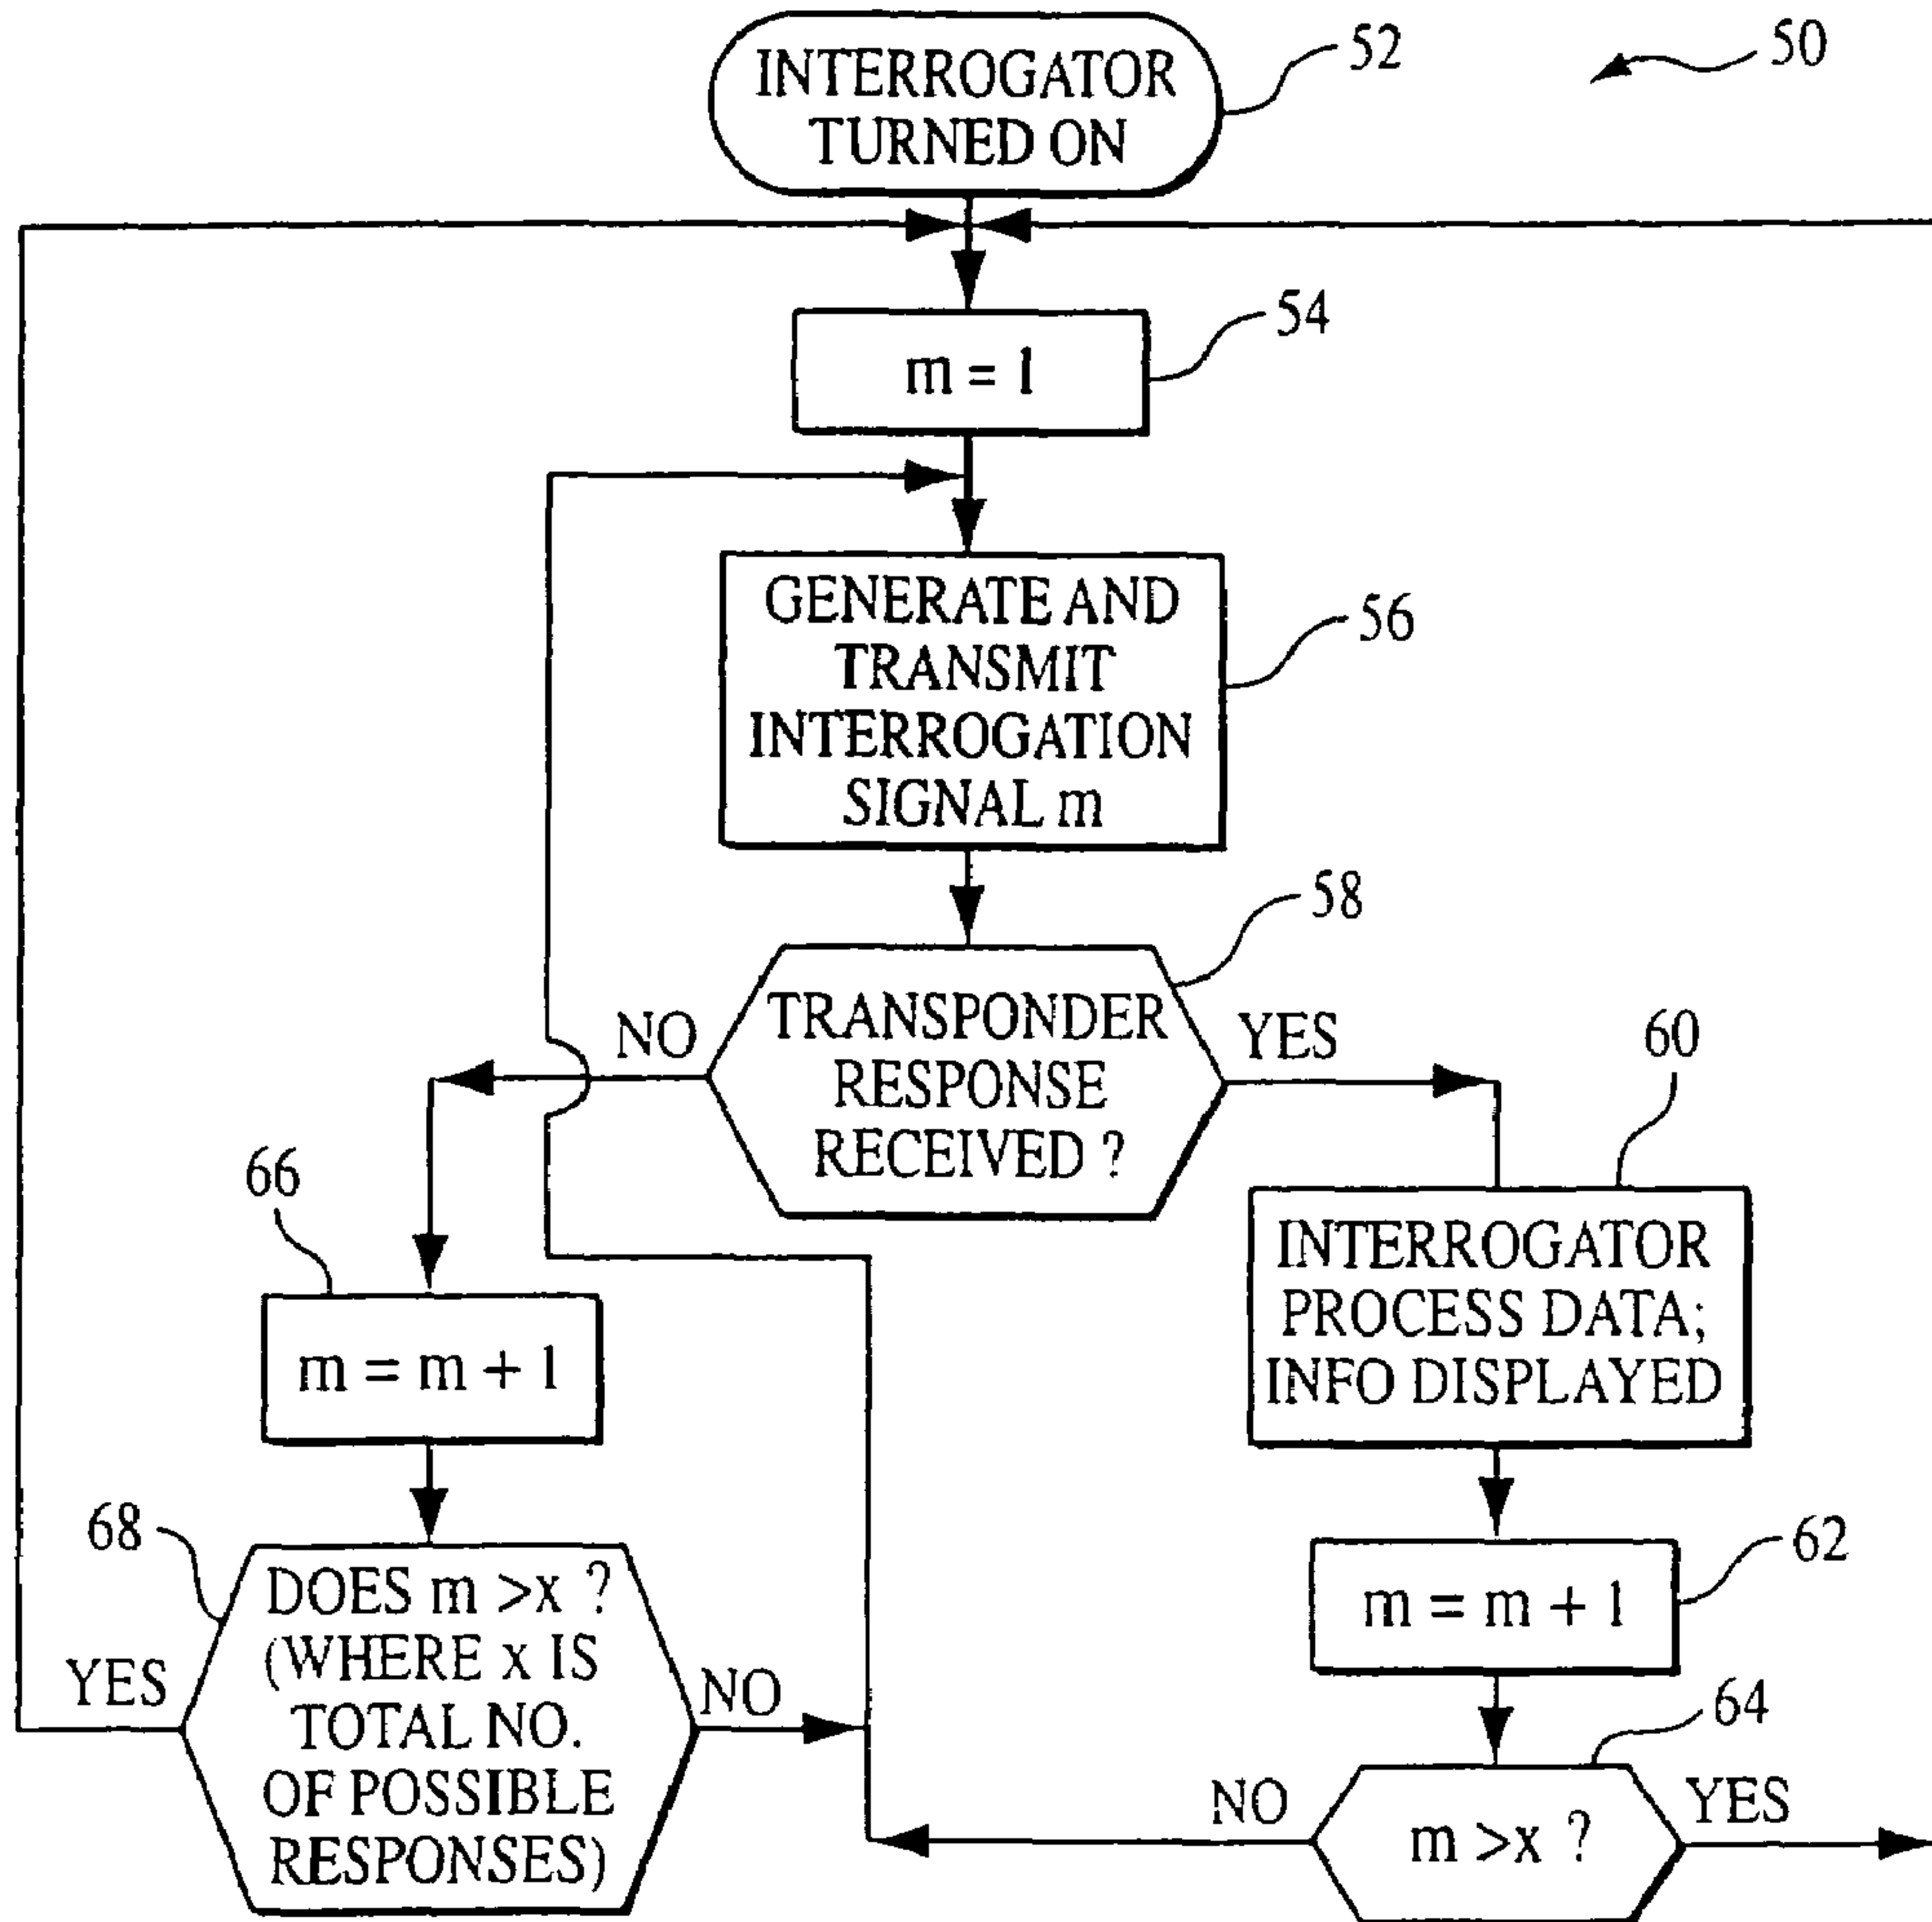 INTERROGATOR
TURNED ON
52
50
54
m = 1
GENERATE AND
TRANSMIT
INTERROGATION
SIGNAL m
56
58
TRANSPONDER
RESPONSE
RECEIVED ?
NO
YES
60
INTERROGATOR
PROCESS DATA;
INFO DISPLAYED
66
m = m + 1
62
m = m + 1
68
DOES m >x ?
(WHERE x IS
TOTAL NO.
OF POSSIBLE
RESPONSES)
YES
NO
64
m >x ?
NO
YES